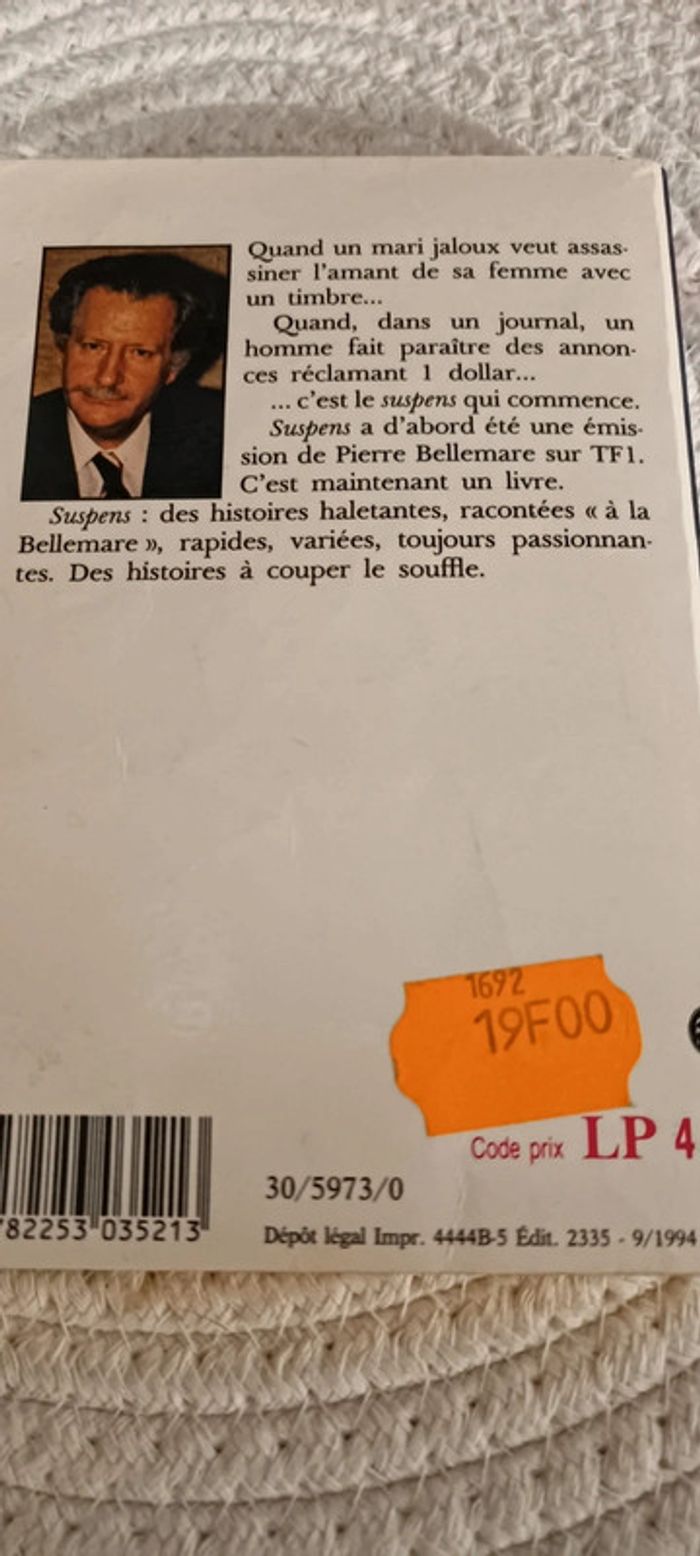 Quand un mari jaloux veut assas-
siner l'amant de sa femme avec
un timbre...
Quand, dans un journal, un
homme fait paraître des annon-
ces réclamant 1 dollar...
... c'est le suspens qui commence.
Suspens a d'abord été une émis-
sion de Pierre Bellemare sur TF1.
C'est maintenant un livre.
Suspens : des histoires haletantes, racontées « à la
Bellemare », rapides, variées, toujours passionnan-
tes. Des histoires à couper le souffle.
1692
19F00
Code prix LP 4
782253 035213
30/5973/0
Dépôt légal Impr. 4444B-5 Édit. 2335 - 9/1994